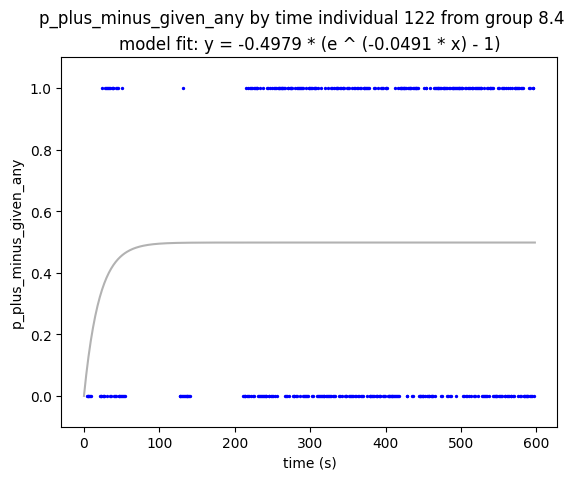 p_plus_minus_given_any by time individual 122 from group 8.4
model fit: y = -0.4979 * (e ^ (-0.0491 * x) - 1)
1.0
0.8
0.6
0.4
0.2
0.0
p_plus_minus_given_any
0 100 200 300 400 500 600
time (s)